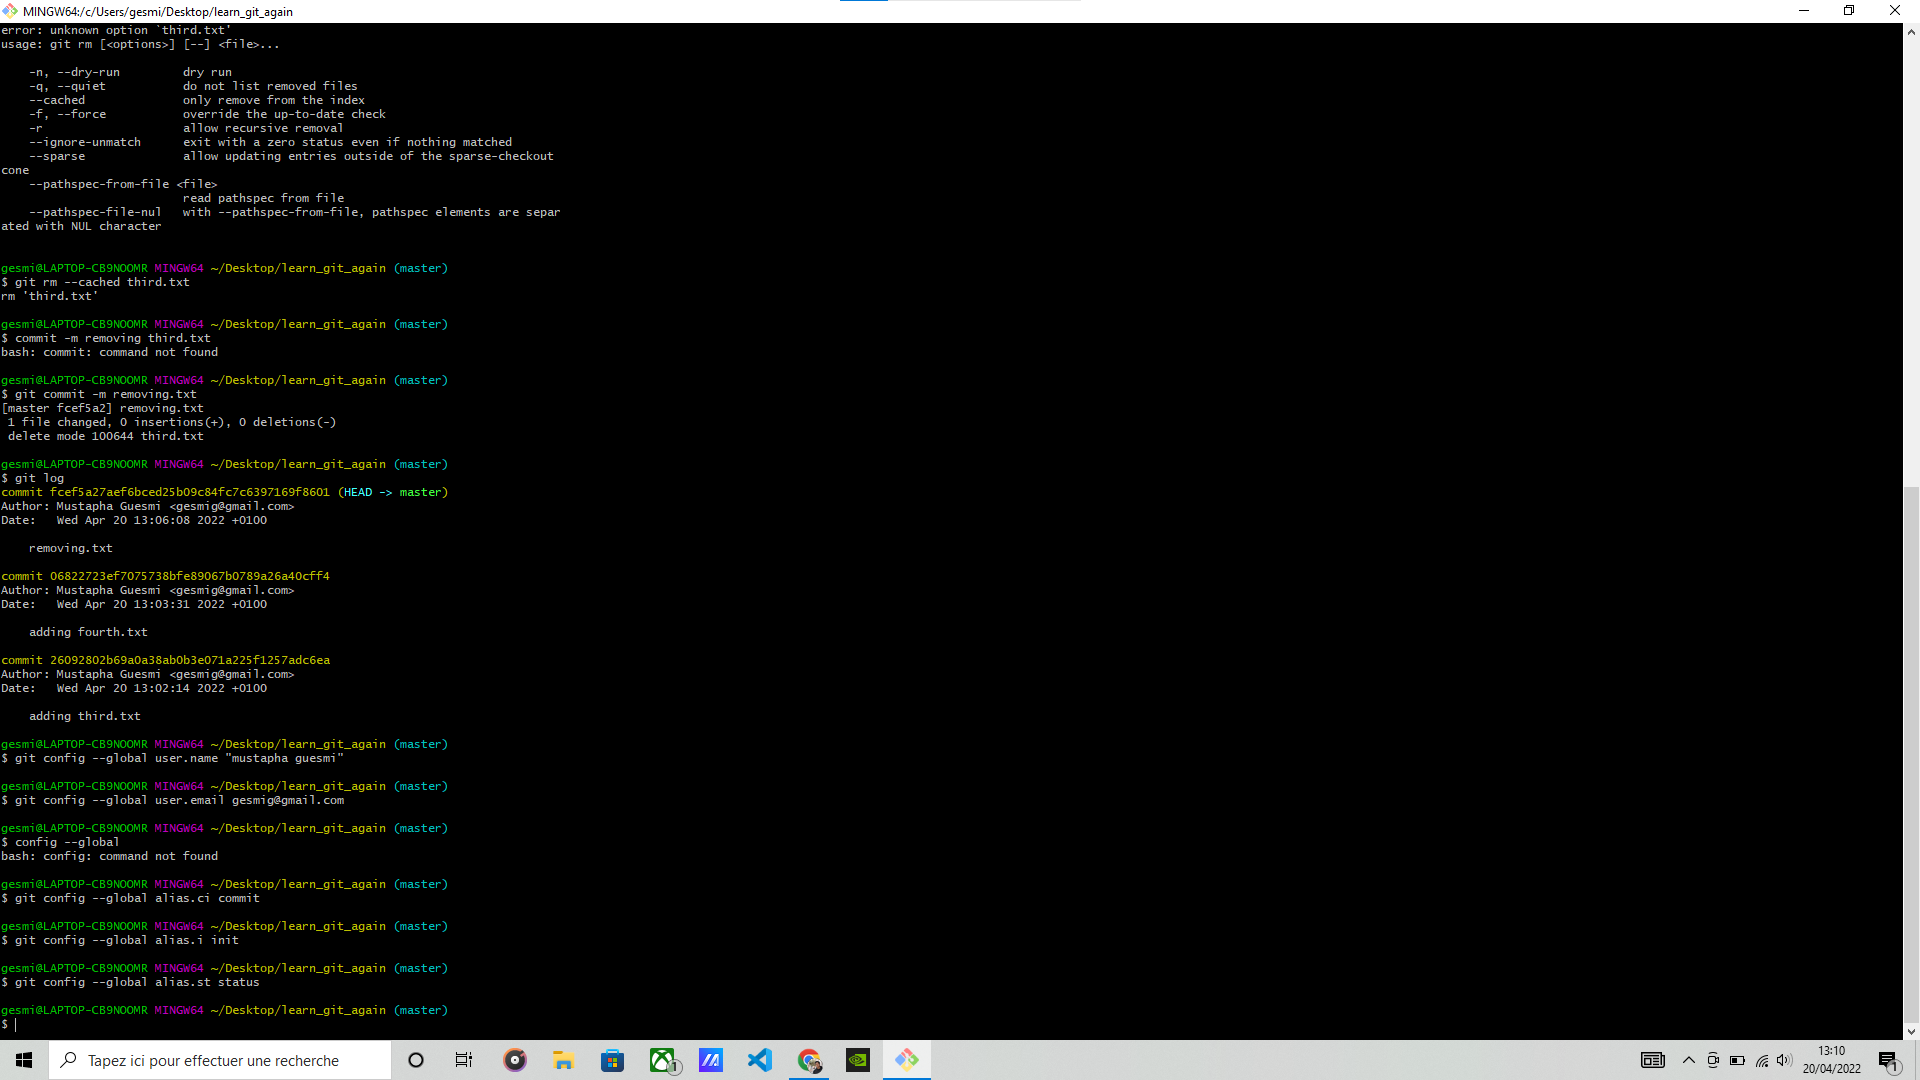 MINGW64:/c/Users/gesmi/Desktop/learn_git_again
error: unknown option `third.txt'
usage: git rm [<options>] [--] <file>...
-n, --dry-run dry run
-q, --quiet do not list removed files
--cached only remove from the index
-f, --force override the up-to-date check
-r allow recursive removal
--ignore-unmatch exit with a zero status even if nothing matched
--sparse allow updating entries outside of the sparse-checkout
cone
--pathspec-from-file <file>
read pathspec from file
--pathspec-file-nul with --pathspec-from-file, pathspec elements are separ
ated with NUL character
gesmi@LAPTOP-CB9NOOMR MINGW64 ~/Desktop/learn_git_again (master)
$ git rm --cached third.txt
rm 'third.txt'
gesmi@LAPTOP-CB9NOOMR MINGW64 ~/Desktop/learn_git_again (master)
$ commit -m removing third.txt
bash: commit: command not found
gesmi@LAPTOP-CB9NOOMR MINGW64 ~/Desktop/learn_git_again (master)
$ git commit -m removing.txt
[master fcef5a2] removing.txt
1 file changed, 0 insertions(+), 0 deletions(-)
delete mode 100644 third.txt
gesmi@LAPTOP-CB9NOOMR MINGW64 ~/Desktop/learn_git_again (master)
$ git log
commit fcef5a27aef6bced25b09c84fc7c6397169f8601 (HEAD -> master)
Author: Mustapha Guesmi <gesmig@gmail.com>
Date: Wed Apr 20 13:06:08 2022 +0100
removing.txt
commit 06822723ef7075738bfe89067b0789a26a40cff4
Author: Mustapha Guesmi <gesmig@gmail.com>
Date: Wed Apr 20 13:03:31 2022 +0100
adding fourth.txt
commit 26092802b69a0a38ab0b3e071a225f1257adc6ea
Author: Mustapha Guesmi <gesmig@gmail.com>
Date: Wed Apr 20 13:02:14 2022 +0100
adding third.txt
gesmi@LAPTOP-CB9NOOMR MINGW64 ~/Desktop/learn_git_again (master)
$ git config --global user.name "mustapha guesmi"
gesmi@LAPTOP-CB9NOOMR MINGW64 ~/Desktop/learn_git_again (master)
$ git config --global user.email gesmig@gmail.com
gesmi@LAPTOP-CB9NOOMR MINGW64 ~/Desktop/learn_git_again (master)
$ config --global
bash: config: command not found
gesmi@LAPTOP-CB9NOOMR MINGW64 ~/Desktop/learn_git_again (master)
$ git config --global alias.ci commit
gesmi@LAPTOP-CB9NOOMR MINGW64 ~/Desktop/learn_git_again (master)
$ git config --global alias.i init
gesmi@LAPTOP-CB9NOOMR MINGW64 ~/Desktop/learn_git_again (master)
$ git config --global alias.st status
gesmi@LAPTOP-CB9NOOMR MINGW64 ~/Desktop/learn_git_again (master)
$
Tapez ici pour effectuer une recherche
1
13:10
20/04/2022
1